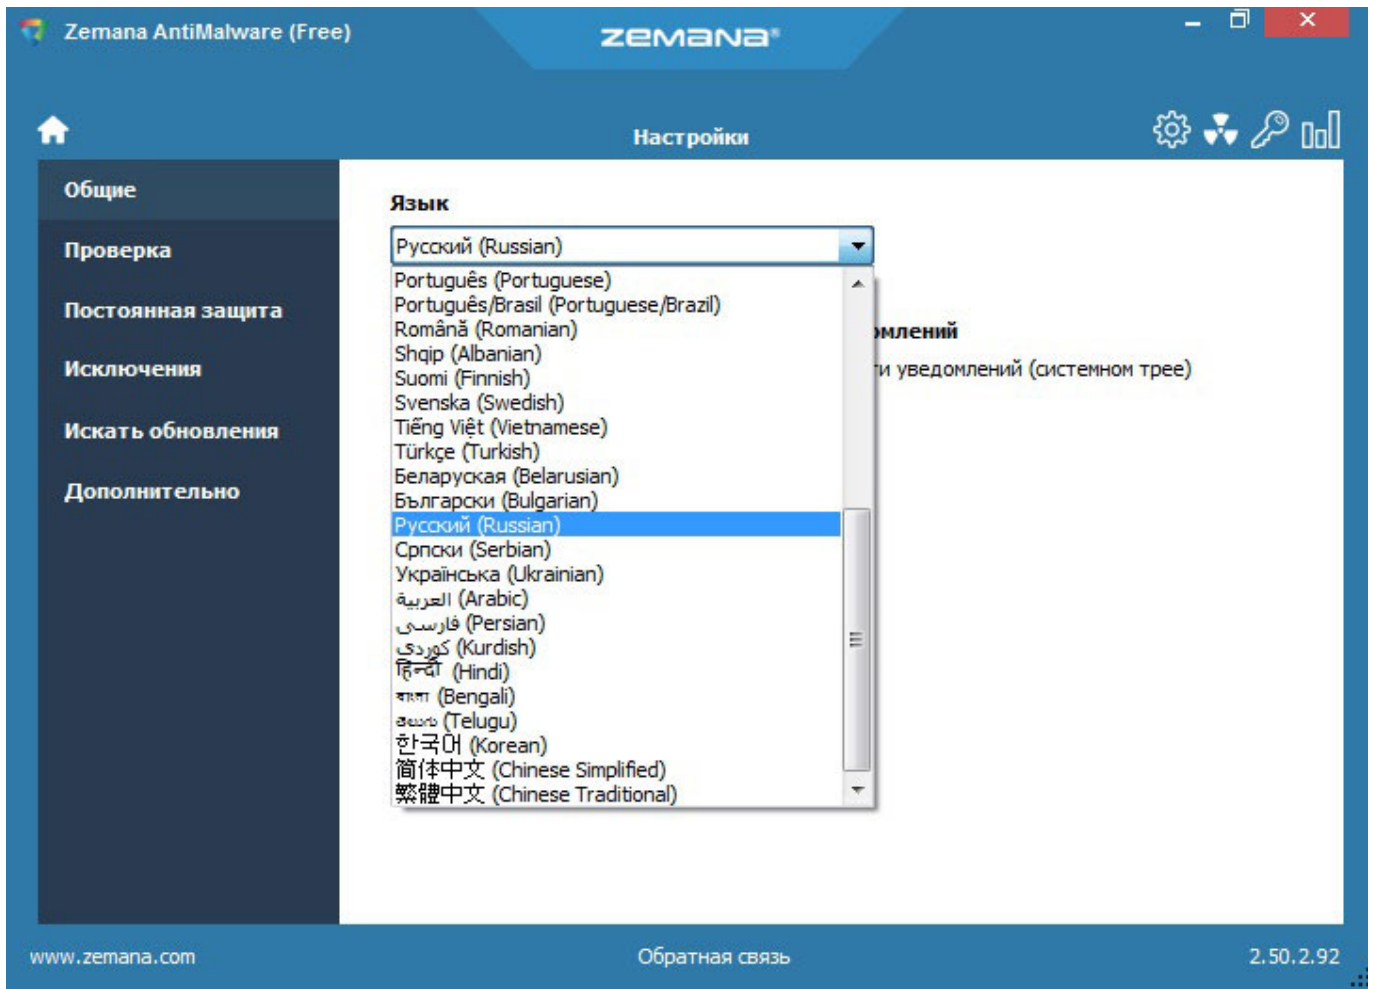 Zemana AntiMalware (Free)
zemana®
Настройки
Общие
Проверка
Постоянная защита
Исключения
Искать обновления
Дополнительно
Язык
Русский (Russian)
Português (Portuguese)
Português/Brasil (Portuguese/Brazil)
Română (Romanian)
Shqip (Albanian)
Suomi (Finnish)
Svenska (Swedish)
Tiếng Việt (Vietnamese)
Türkçe (Turkish)
Беларуская (Belarusian)
Български (Bulgarian)
Русский (Russian)
Српски (Serbian)
Українська (Ukrainian)
العربية (Arabic)
فارسی (Persian)
كوردی (Kurdish)
हिन्दी (Hindi)
বাংলা (Bengali)
తెలుగు (Telugu)
한국어 (Korean)
简体中文 (Chinese Simplified)
繁體中文 (Chinese Traditional)
омлений
и уведомлений (системном трее)
www.zemana.com
Обратная связь
2.50.2.92